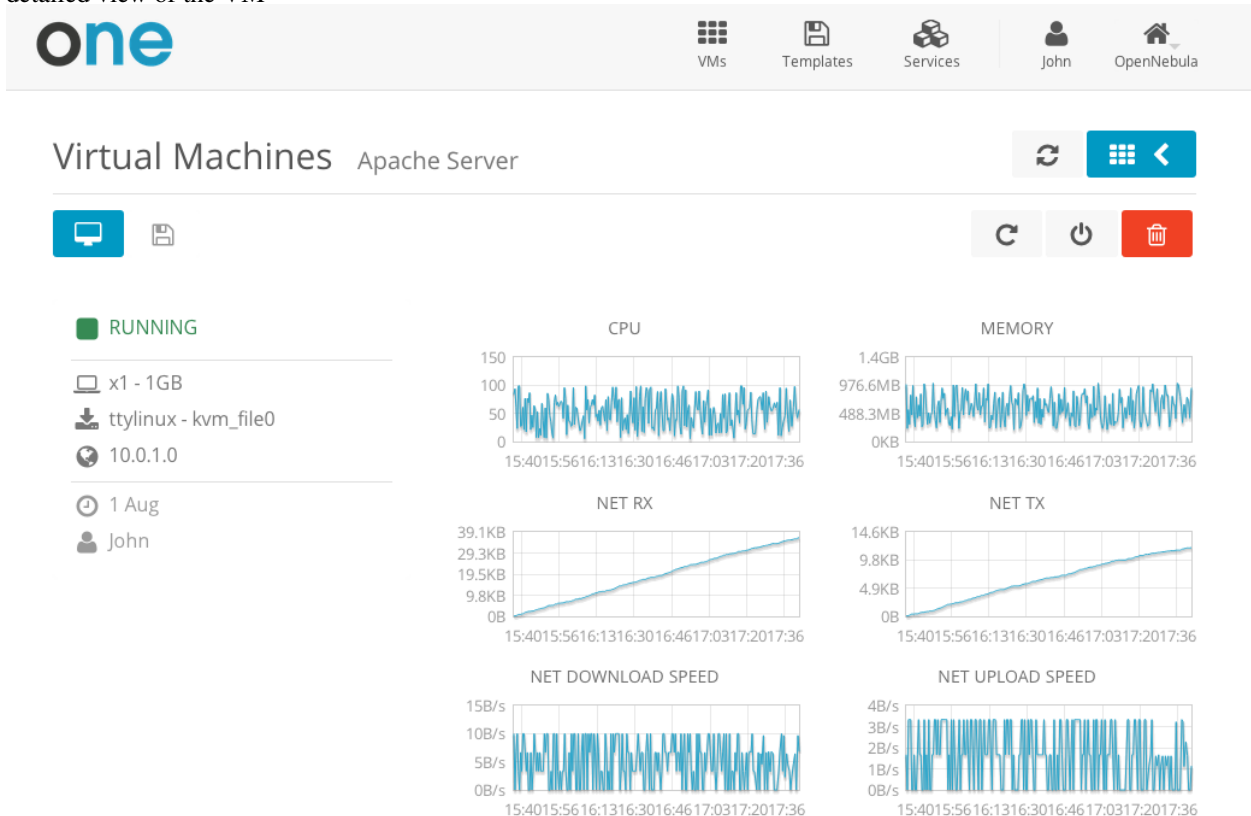 detailed view of the VM
one
VMs Templates Services John OpenNebula
Virtual Machines Apache Server
RUNNING
x1 - 1GB
ttylinux - kvm_file0
10.0.1.0
1 Aug
John
CPU
150
100
50
0
15:4015:5616:1316:3016:4617:0317:2017:36
MEMORY
1.4GB
976.6MB
488.3MB
0KB
15:4015:5616:1316:3016:4617:0317:2017:36
NET RX
39.1KB
29.3KB
19.5KB
9.8KB
0B
15:4015:5616:1316:3016:4617:0317:2017:36
NET TX
14.6KB
9.8KB
4.9KB
0B
15:4015:5616:1316:3016:4617:0317:2017:36
NET DOWNLOAD SPEED
15B/s
10B/s
5B/s
0B/s
15:4015:5616:1316:3016:4617:0317:2017:36
NET UPLOAD SPEED
4B/s
3B/s
2B/s
1B/s
0B/s
15:4015:5616:1316:3016:4617:0317:2017:36